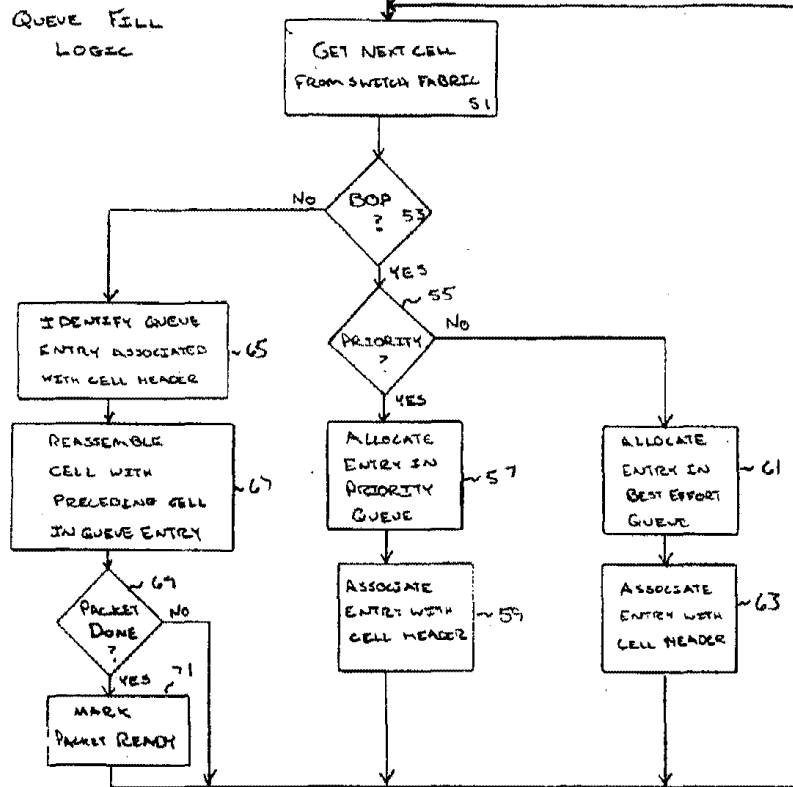 QUEUE FILL
LOGIC
GET NEXT CELL
FROM SWITCH FABRIC
51
NO
BOP
? 53
YES
55
PRIORITY
?
NO
YES
IDENTIFY QUEUE
ENTRY ASSOCIATED
WITH CELL HEADER
~65
REASSEMBLE
CELL WITH
PRECEDING CELL
IN QUEUE ENTRY
~67
ALLOCATE
ENTRY IN
PRIORITY
QUEUE
~57
ALLOCATE
ENTRY IN
BEST EFFORT
QUEUE
~61
69
PACKET
DONE
?
NO
YES
71
MARK
PACKET READY
ASSOCIATE
ENTRY WITH
CELL HEADER
~59
ASSOCIATE
ENTRY WITH
CELL HEADER
~63